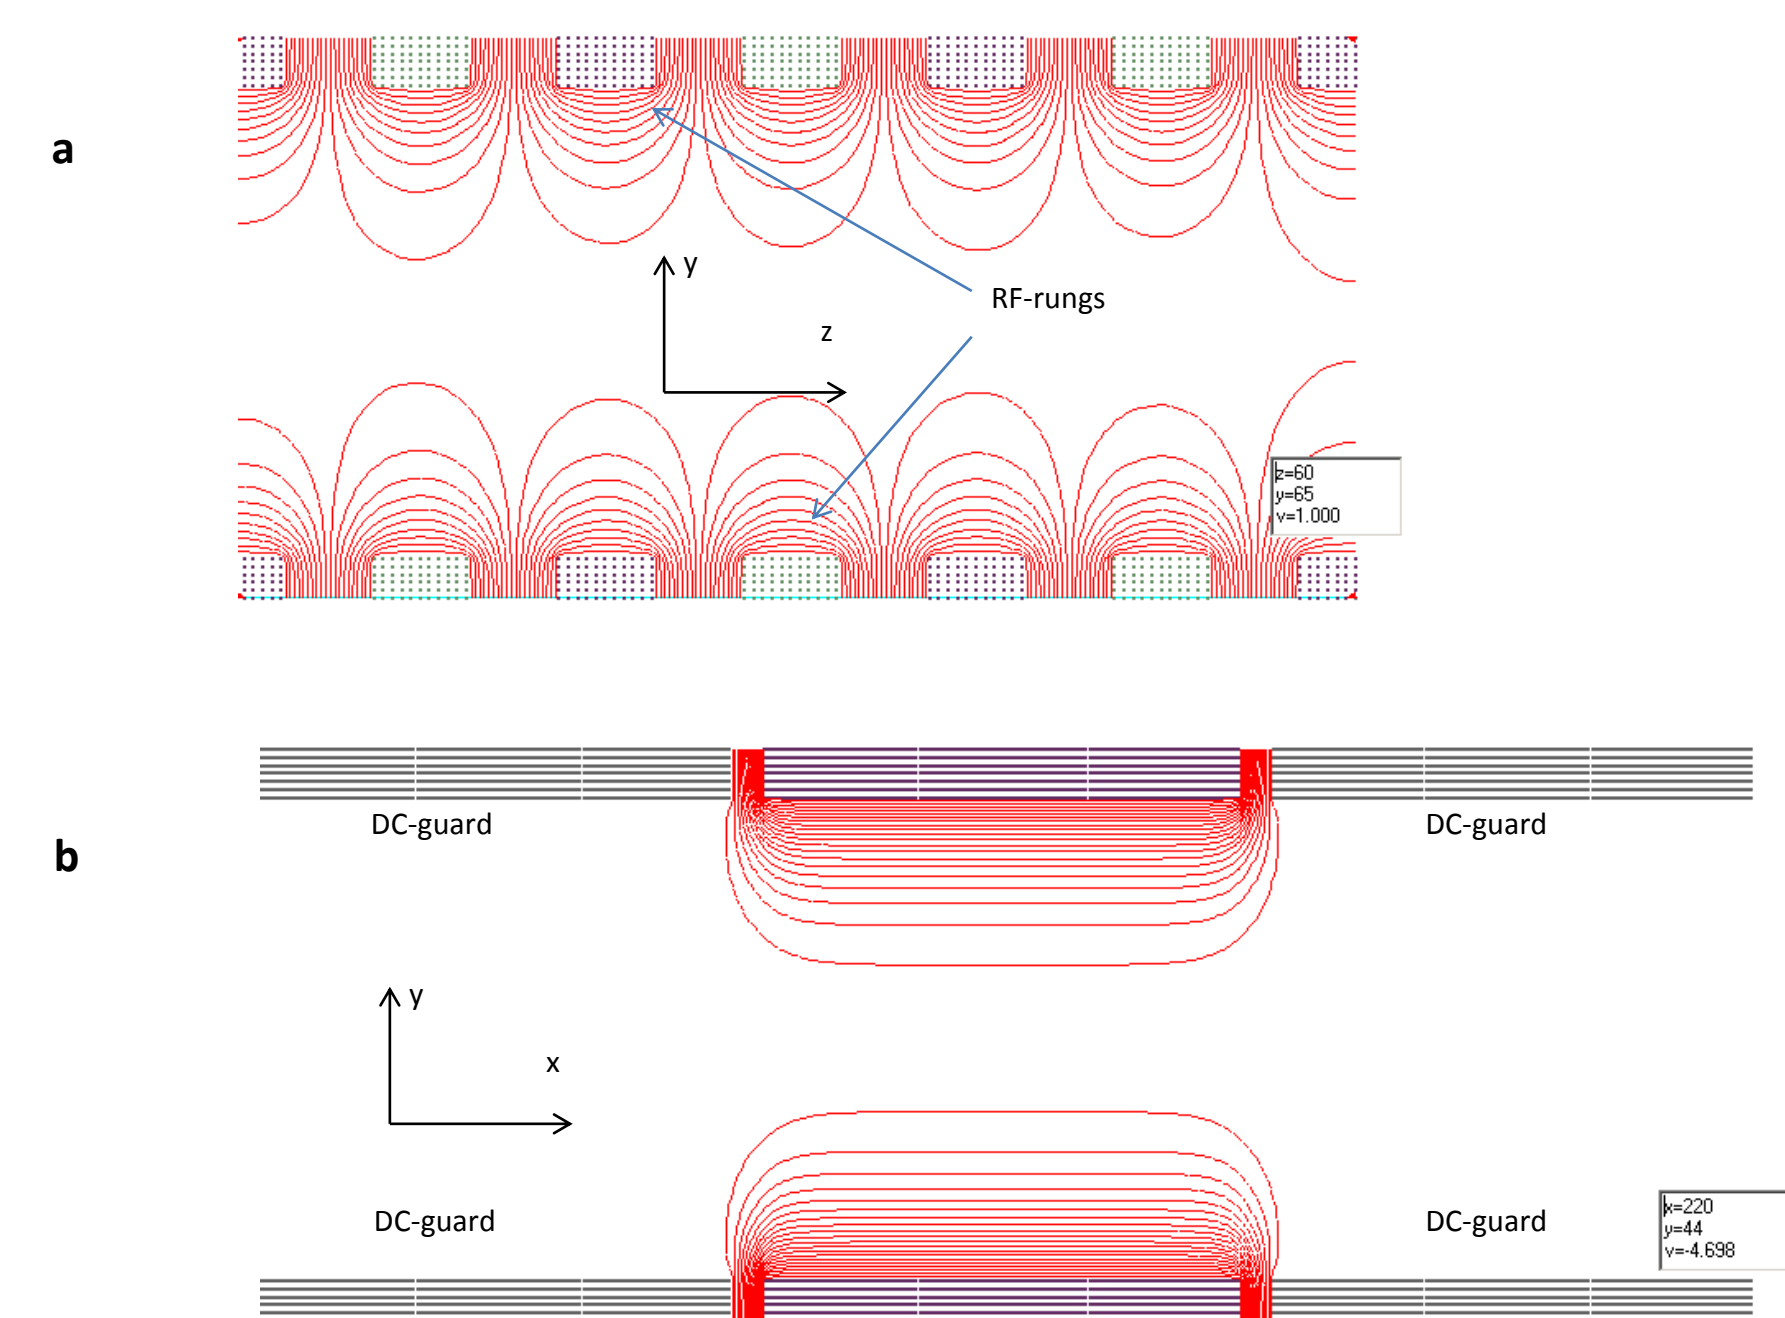 a
y
RF-rungs
z
z=60
y=65
v=1.000
DC-guard
DC-guard
b
y
x
DC-guard
DC-guard
x=220
y=44
v=-4.698